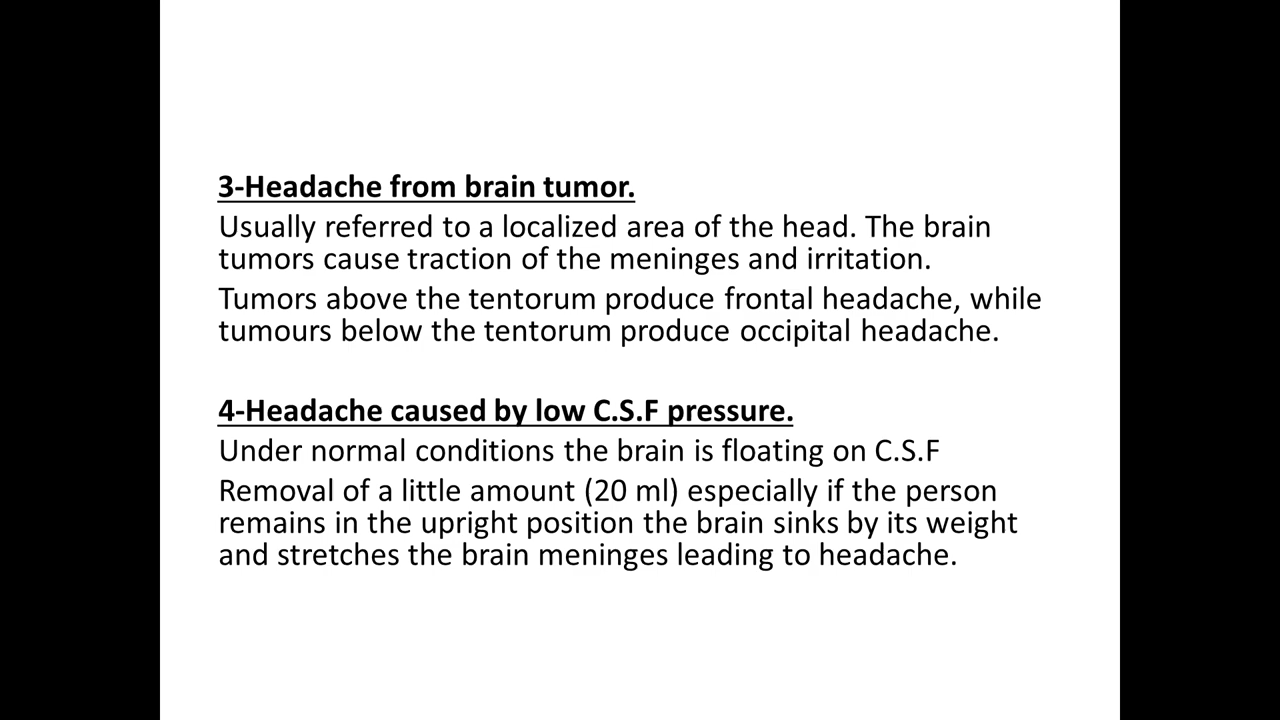 3-Headache from brain tumor.
Usually referred to a localized area of the head. The brain
tumors cause traction of the meninges and irritation.
Tumors above the tentorum produce frontal headache, while
tumours below the tentorum produce occipital headache.
4-Headache caused by low C.S.F pressure.
Under normal conditions the brain is floating on C.S.F
Removal of a little amount (20 ml) especially if the person
remains in the upright position the brain sinks by its weight
and stretches the brain meninges leading to headache.